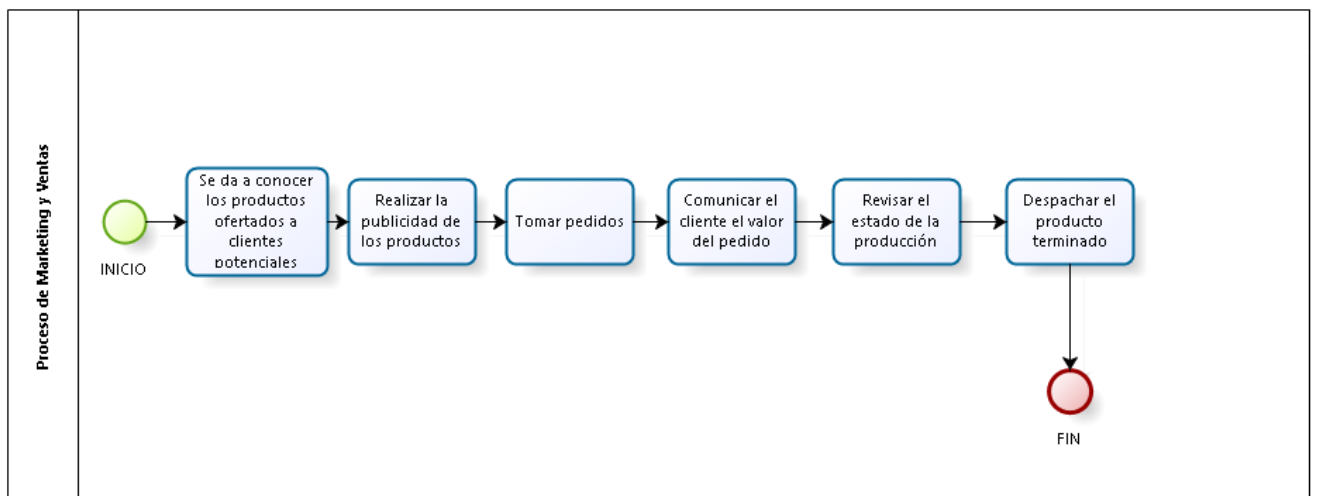 Proceso de Marketing y Ventas
INICIO
Se da a conocer
los productos
ofertados a
clientes
potenciales
Realizar la
publicidad de
los productos
Tomar pedidos
Comunicar el
cliente el valor
del pedido
Revisar el
estado de la
producción
Despachar el
producto
terminado
FIN